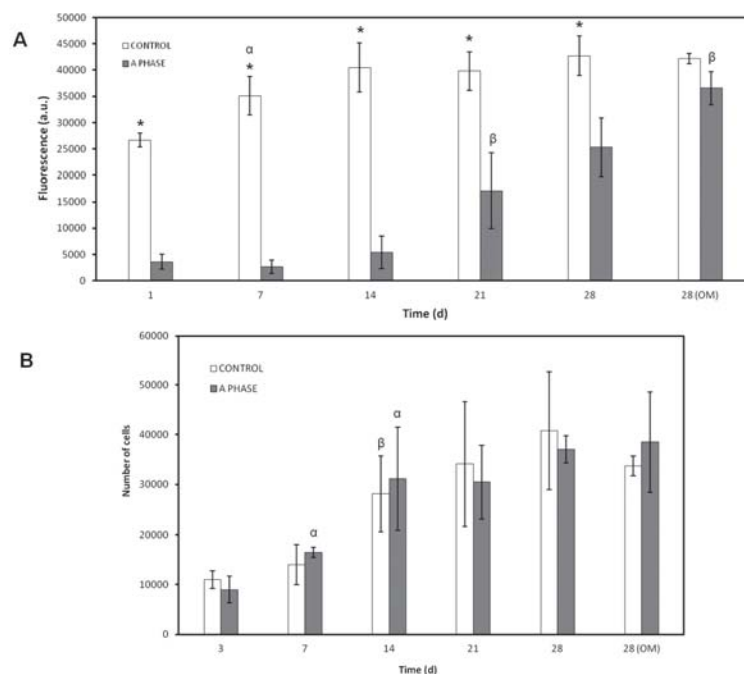 A
50000
45000
40000
35000
30000
25000
20000
15000
10000
5000
0
Fluorescence (a.u.)
CONTROL
A PHASE
*
α
*
*
*
β
*
β
1 7 14 21 28 28 (OM)
Time (d)
B
60000
50000
40000
30000
20000
10000
0
Number of cells
CONTROL
A PHASE
α
β
α
3 7 14 21 28 28 (OM)
Time (d)